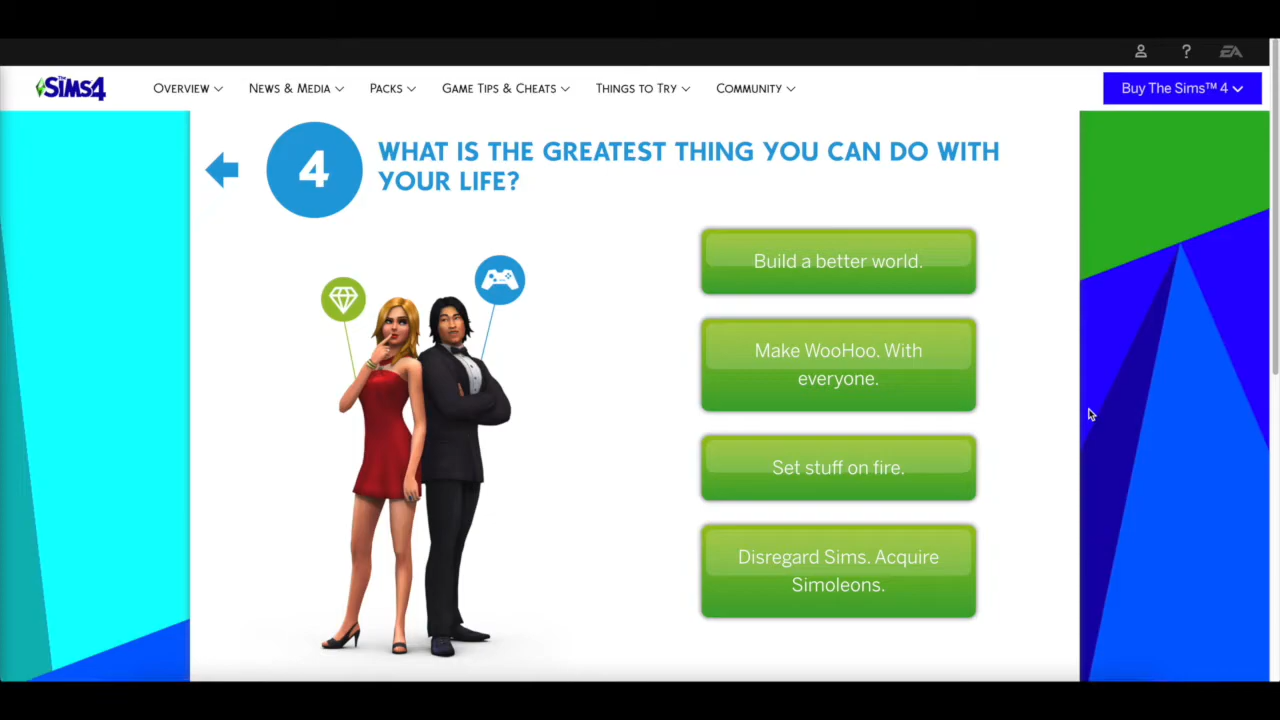 EA
THE SIMS 4
OVERVIEW
NEWS & MEDIA
PACKS
GAME TIPS & CHEATS
THINGS TO TRY
COMMUNITY
Buy The Sims™ 4
4
WHAT IS THE GREATEST THING YOU CAN DO WITH
YOUR LIFE?
Build a better world.
Make WooHoo. With
everyone.
Set stuff on fire.
Disregard Sims. Acquire
Simoleons.